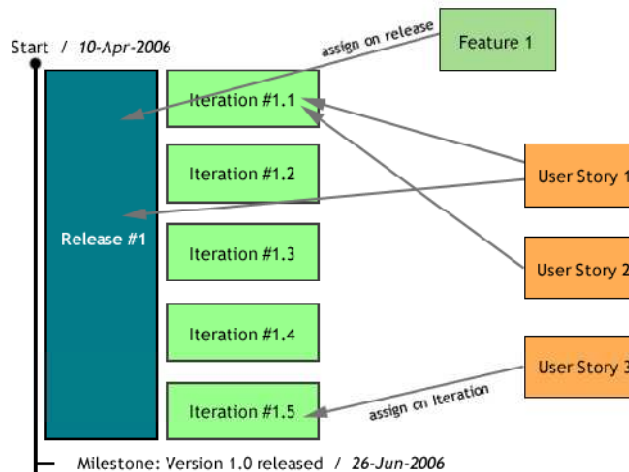 Start / 10-Apr-2006
assign on release
Feature 1
Iteration #1.1
Iteration #1.2
User Story 1
Release #1
Iteration #1.3
User Story 2
Iteration #1.4
User Story 3
Iteration #1.5
assign on Iteration
Milestone: Version 1.0 released / 26-Jun-2006